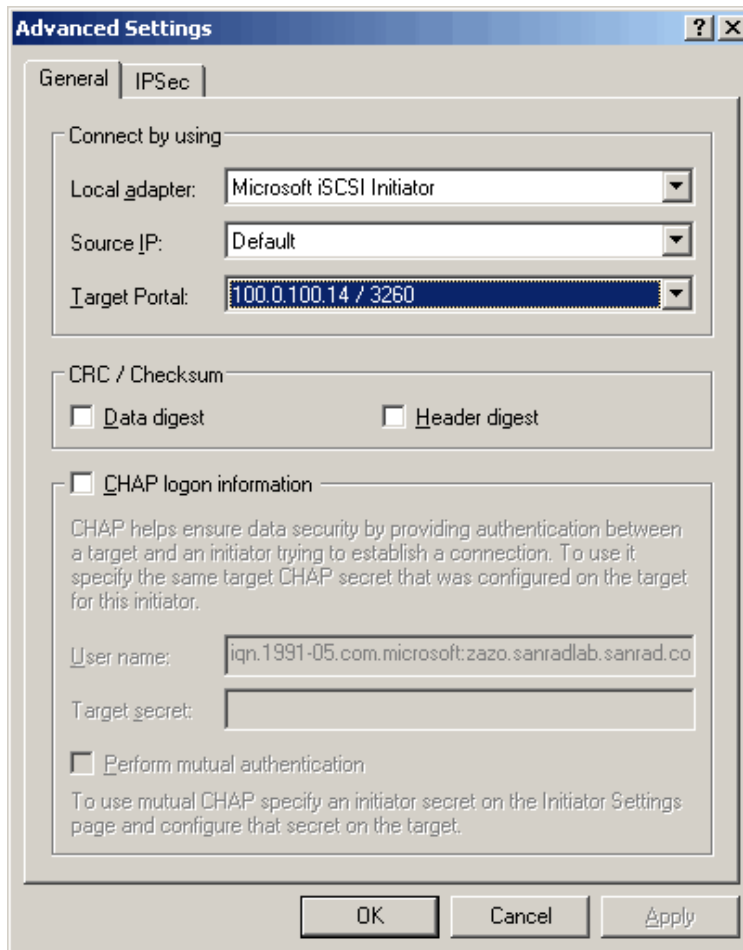 Advanced Settings
General IPSec
Connect by using
Local adapter: Microsoft iSCSI Initiator
Source IP: Default
Target Portal: 100.0.100.14 / 3260
CRC / Checksum
Data digest Header digest
CHAP logon information
CHAP helps ensure data security by providing authentication between
a target and an initiator trying to establish a connection. To use it
specify the same target CHAP secret that was configured on the target
for this initiator.
User name: iqn.1991-05.com.microsoft:zazo.sanradlab.sanrad.co
Target secret:
Perform mutual authentication
To use mutual CHAP specify an initiator secret on the Initiator Settings
page and configure that secret on the target.
OK Cancel Apply